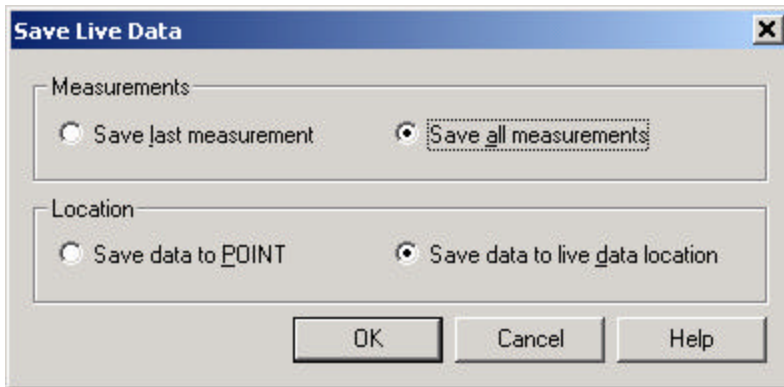 Save Live Data
Measurements
Save last measurement Save all measurements
Location
Save data to POINT Save data to live data location
OK Cancel Help